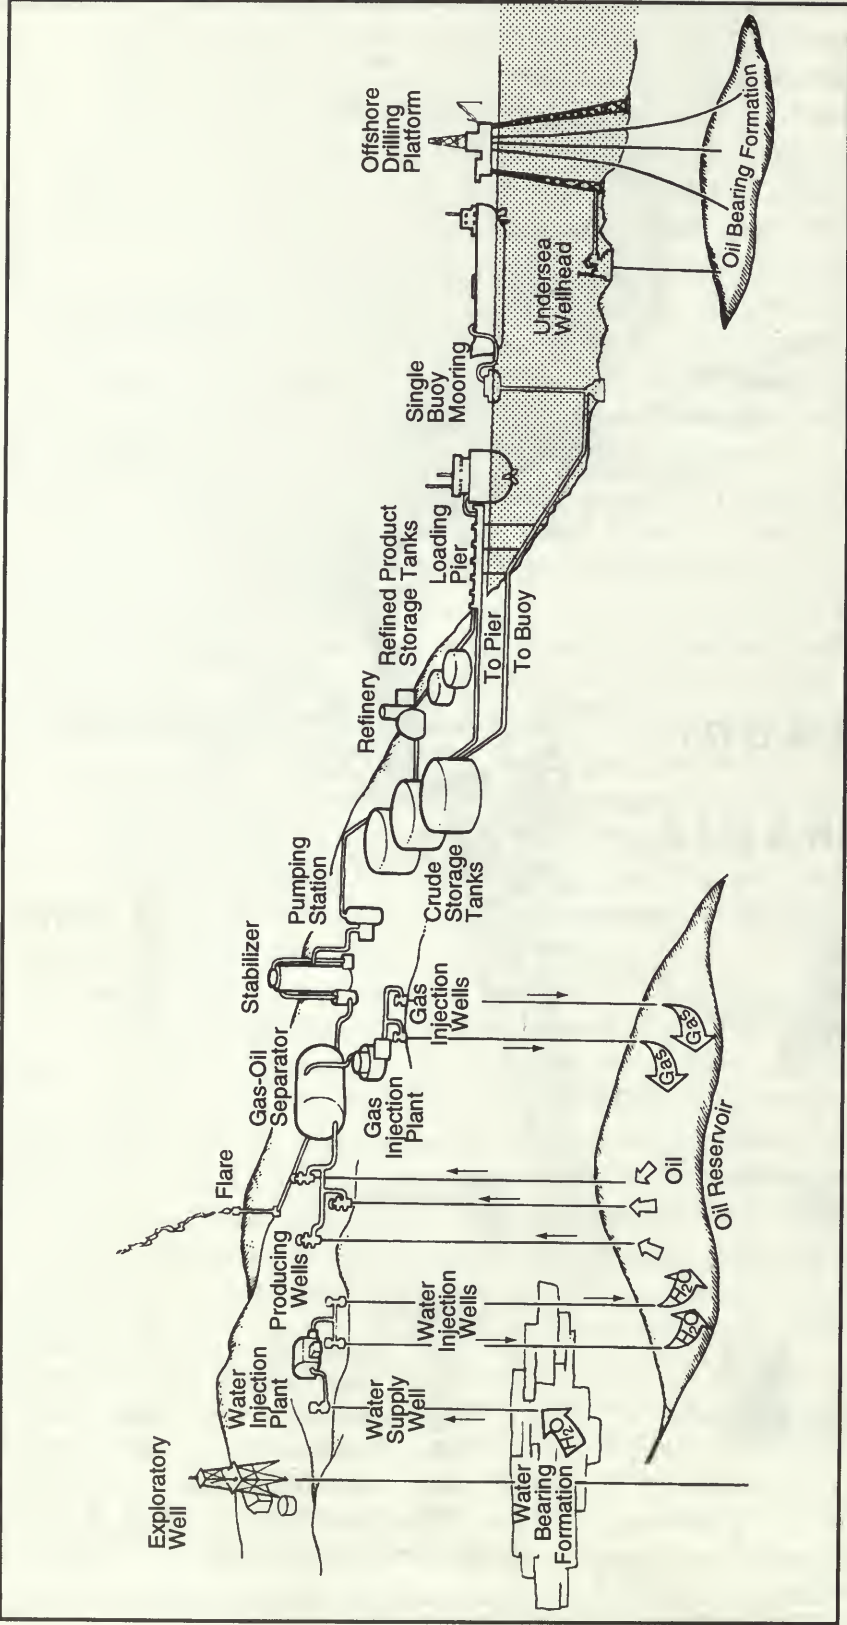 Exploratory
Well
Water
Injection
Plant
Flare
Producing
Wells
Gas-Oil
Separator
Stabilizer
Pumping
Station
Refinery
Refined Product
Storage Tanks
Loading
Pier
Single
Buoy
Mooring
Offshore
Drilling
Platform
Water
Supply
Well
Water
Injection
Wells
Gas
Injection
Plant
Gas
Injection
Wells
Crude
Storage
Tanks
To Pier
To Buoy
Undersea
Wellhead
Water
Bearing
Formation
H₂O
H₂O
H₂O
Oil
Gas
Gas
Oil Reservoir
Oil Bearing Formation